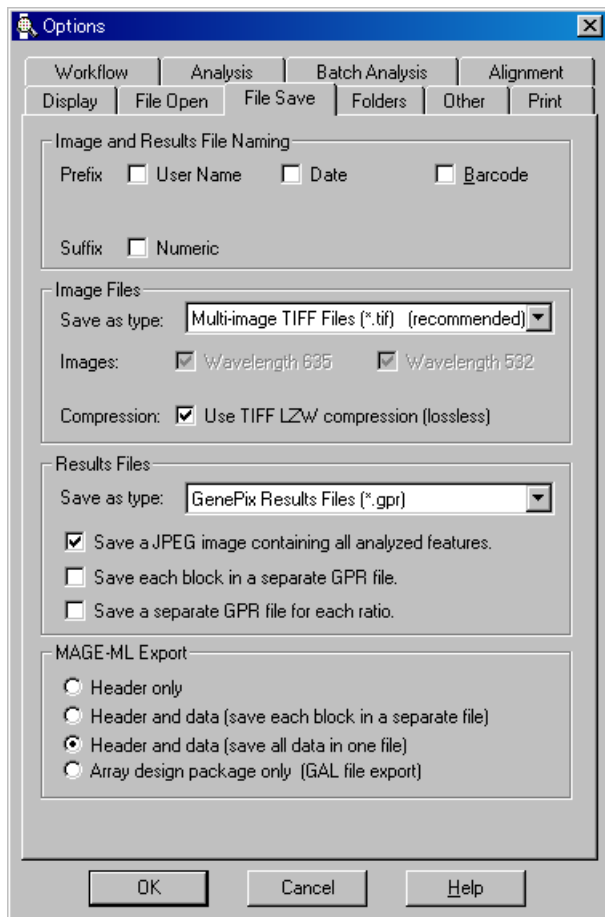 Options
Workflow Analysis Batch Analysis Alignment
Display File Open File Save Folders Other Print
Image and Results File Naming
Prefix User Name Date Barcode
Suffix Numeric
Image Files
Save as type: Multi-image TIFF Files (*.tif) (recommended)
Images: Wavelength 635 Wavelength 532
Compression: Use TIFF LZW compression (lossless)
Results Files
Save as type: GenePix Results Files (*.gpr)
Save a JPEG image containing all analyzed features.
Save each block in a separate GPR file.
Save a separate GPR file for each ratio.
MAGE-ML Export
Header only
Header and data (save each block in a separate file)
Header and data (save all data in one file)
Array design package only (GAL file export)
OK Cancel Help